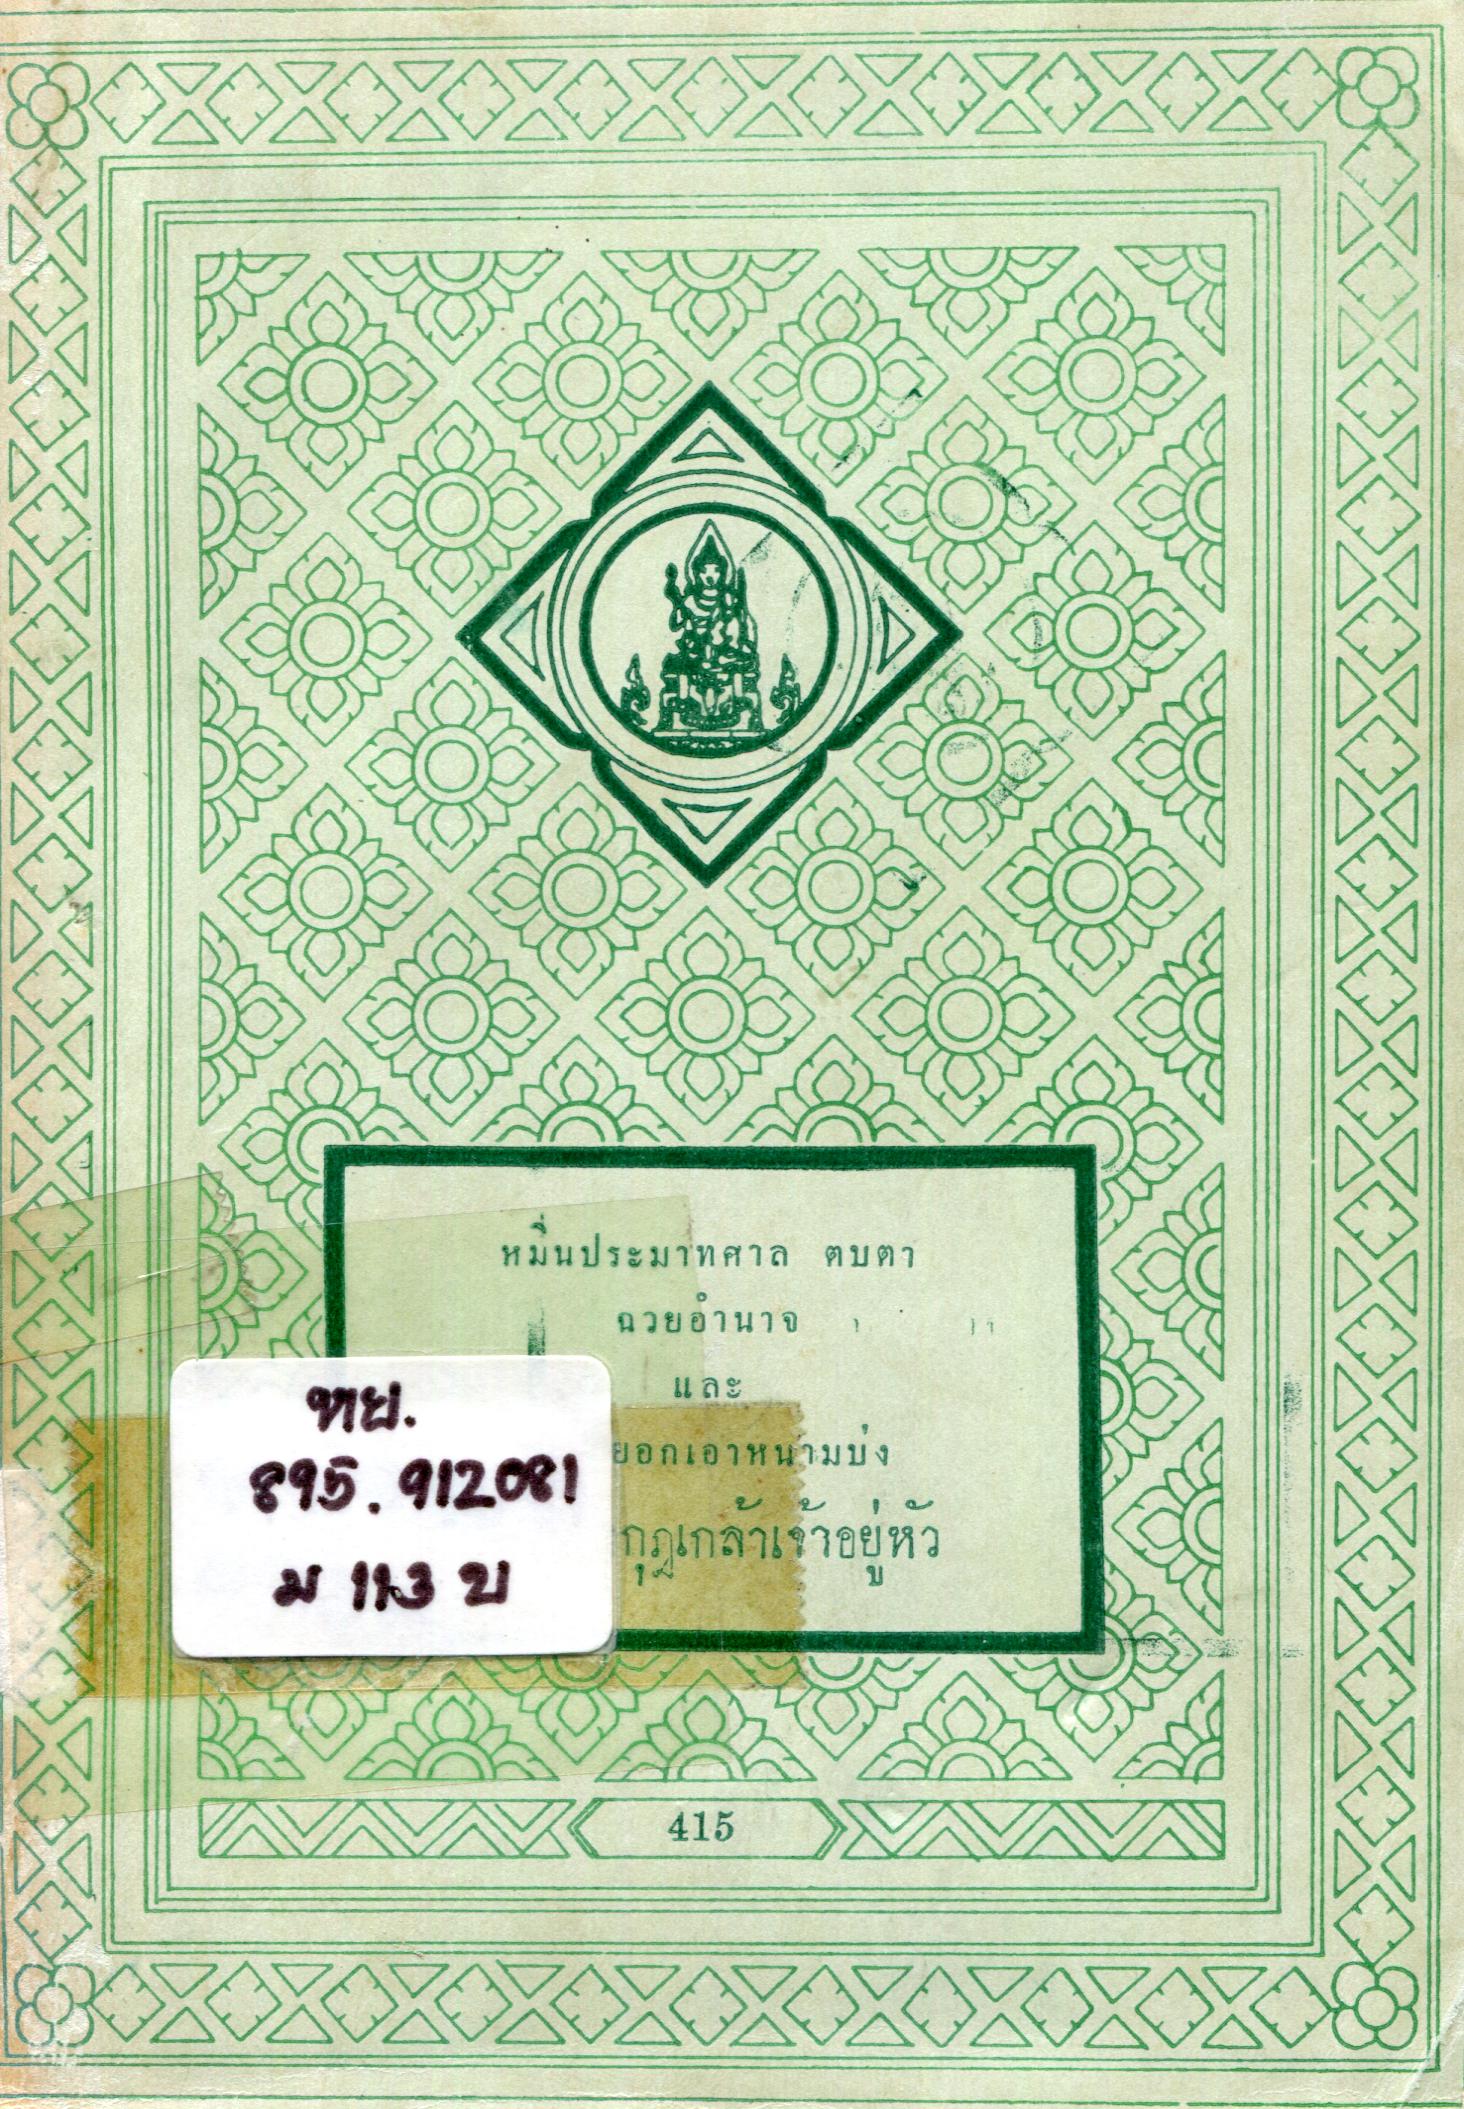 หมิ่นประมาทศาล ตบตา
ฉวยอำนาจ
และ
ยอกเอาหนามบ่ง
กุฎเกล้าเจ้าอยู่หัว
ทย.
895.912081
ม 113 บ
415